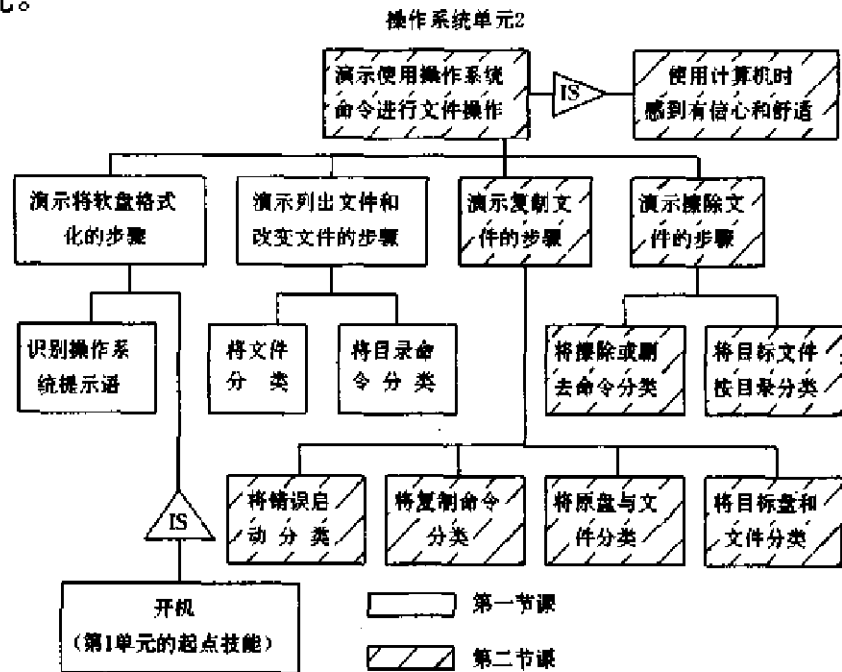 化。
操作系统单元2
演示使用操作系统
命令进行文件操作
IS
使用计算机时
感到有信心和舒适
演示将软盘格式
化的步骤
演示列出文件和
改变文件的步骤
演示复制文
件的步骤
演示擦除文
件的步骤
识别操作系
统提示语
将文件
分 类
将目录命
令 分 类
将擦除或删
去命令分类
将目标文件
按目录分类
将错误启
动 分 类
将复制命令
分类
将原盘与文
件分类
将目标盘和
文件分类
IS
开机
（第1单元的起点技能）
第一节课
第二节课